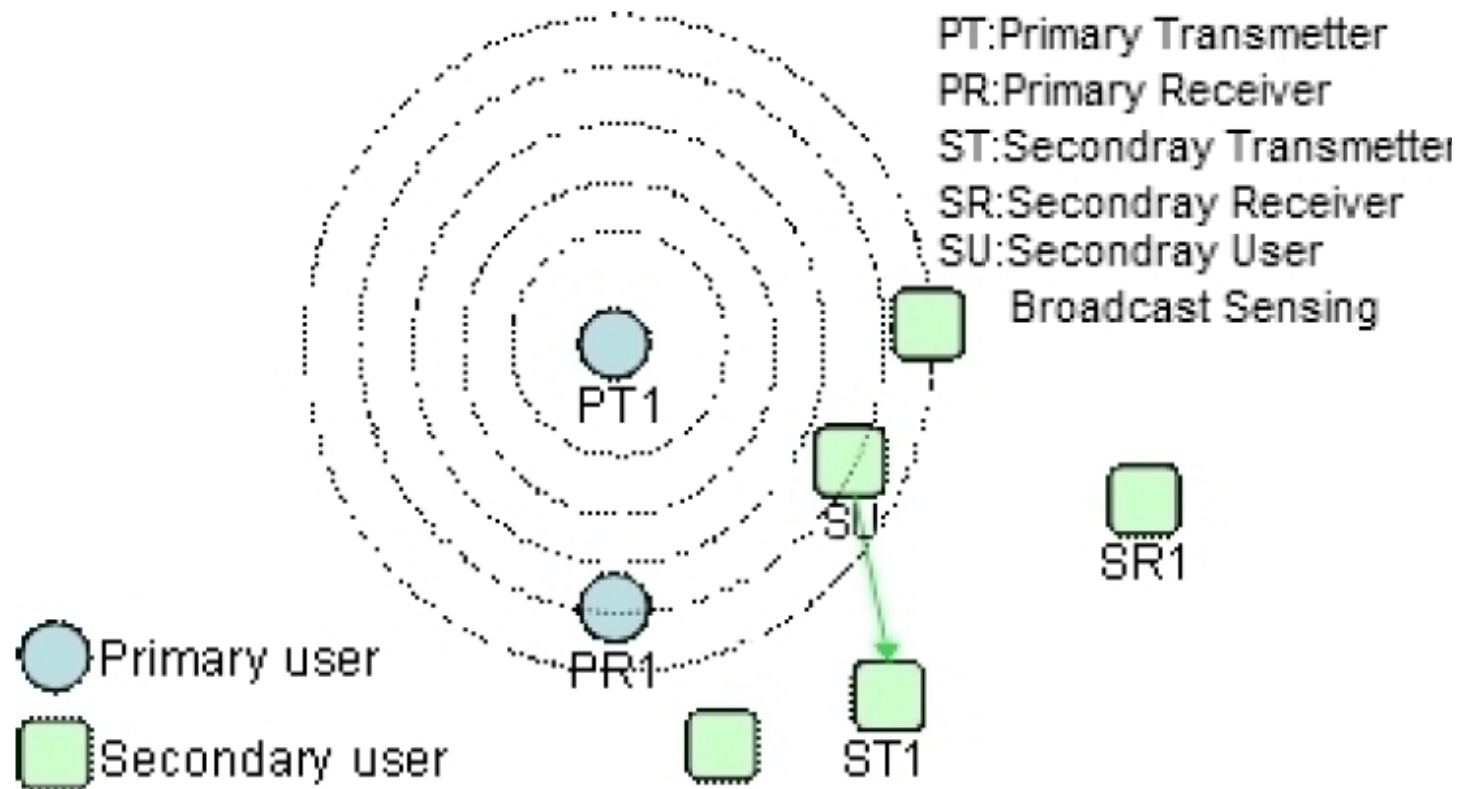 PT:Primary Transmetter
PR:Primary Receiver
ST:Secondray Transmetter
SR:Secondray Receiver
SU:Secondray User
Broadcast Sensing
PT1
SU
SR1
PR1
ST1
Primary user
Secondary user